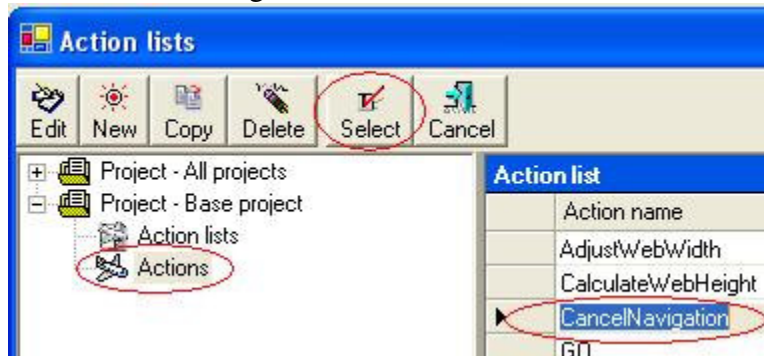 Action lists
Edit New Copy Delete Select Cancel
Project - All projects
Project - Base project
Action lists
Actions
Action list
Action name
AdjustWebWidth
CalculateWebHeight
CancelNavigation
GO